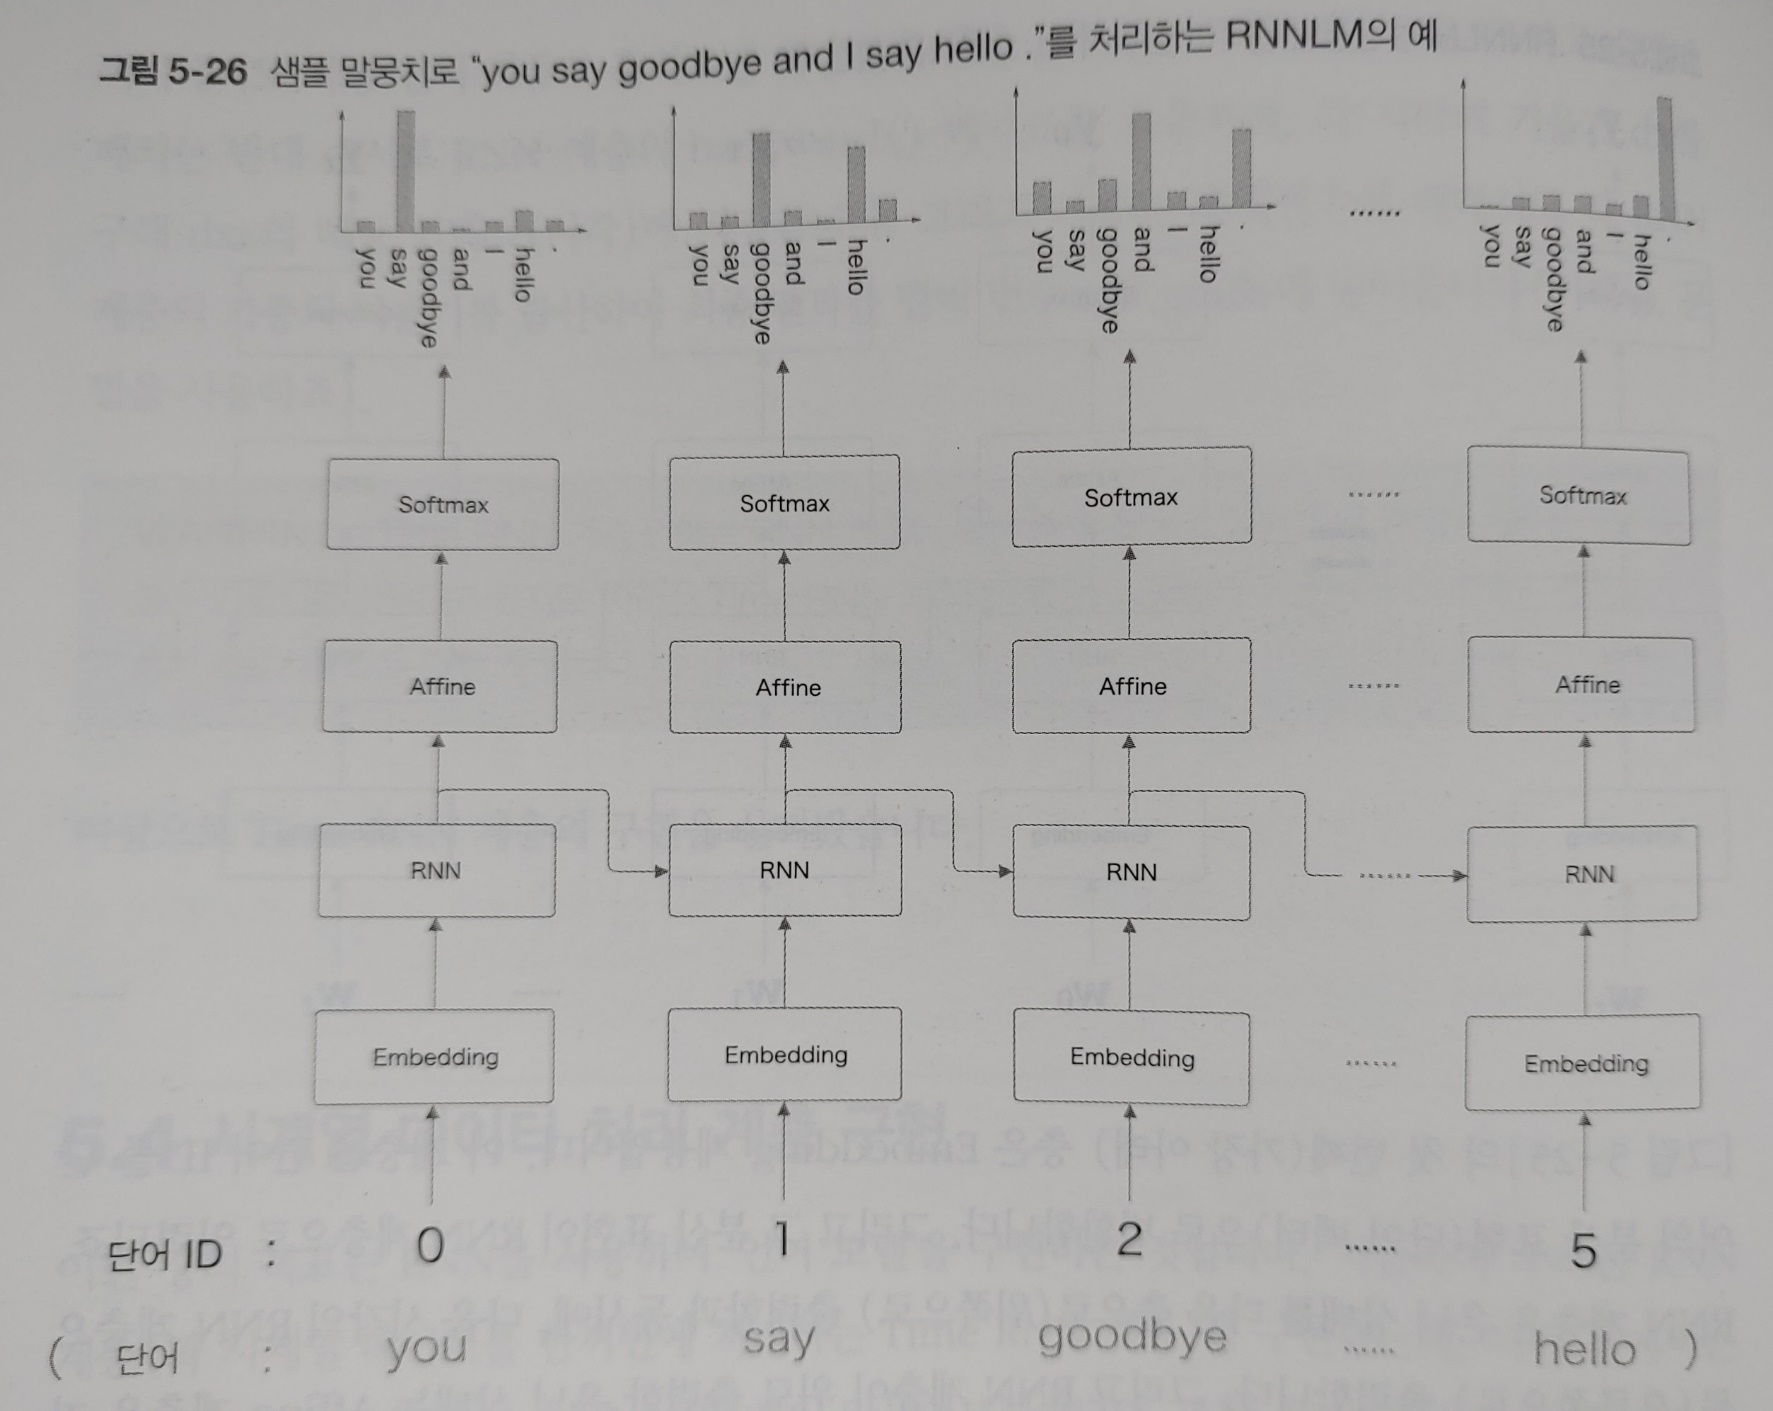 그림 5-26 샘플 말뭉치로 “you say goodbye and I say hello .”를 처리하는 RNNLM의 예
you say goodbye and I hello .
you say goodbye and I hello .
you say goodbye and I hello .
......
you say goodbye and I hello .
Softmax Softmax Softmax ...... Softmax
Affine Affine Affine ...... Affine
RNN RNN RNN ...... RNN
Embedding Embedding Embedding ...... Embedding
단어 ID : 0 1 2 ...... 5
( 단어 : you say goodbye ...... hello )